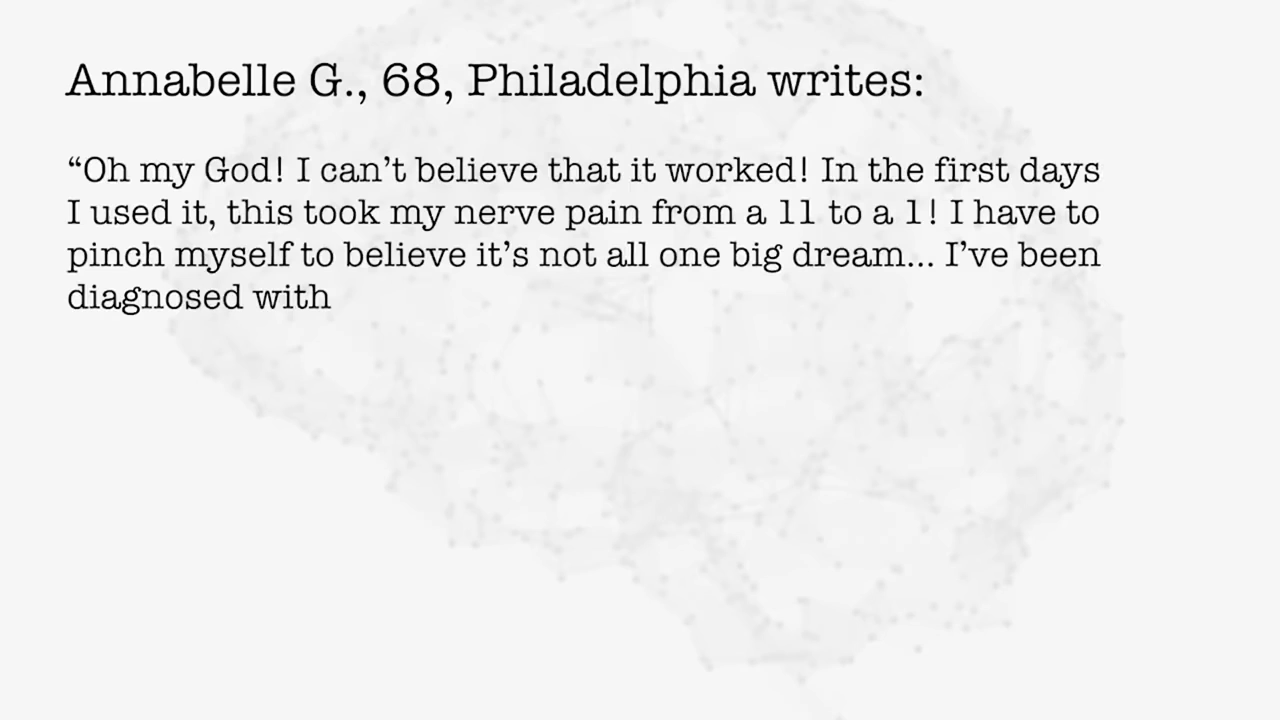 Annabelle G., 68, Philadelphia writes:
“Oh my God! I can’t believe that it worked! In the first days
I used it, this took my nerve pain from a 11 to a 1! I have to
pinch myself to believe it’s not all one big dream... I’ve been
diagnosed with